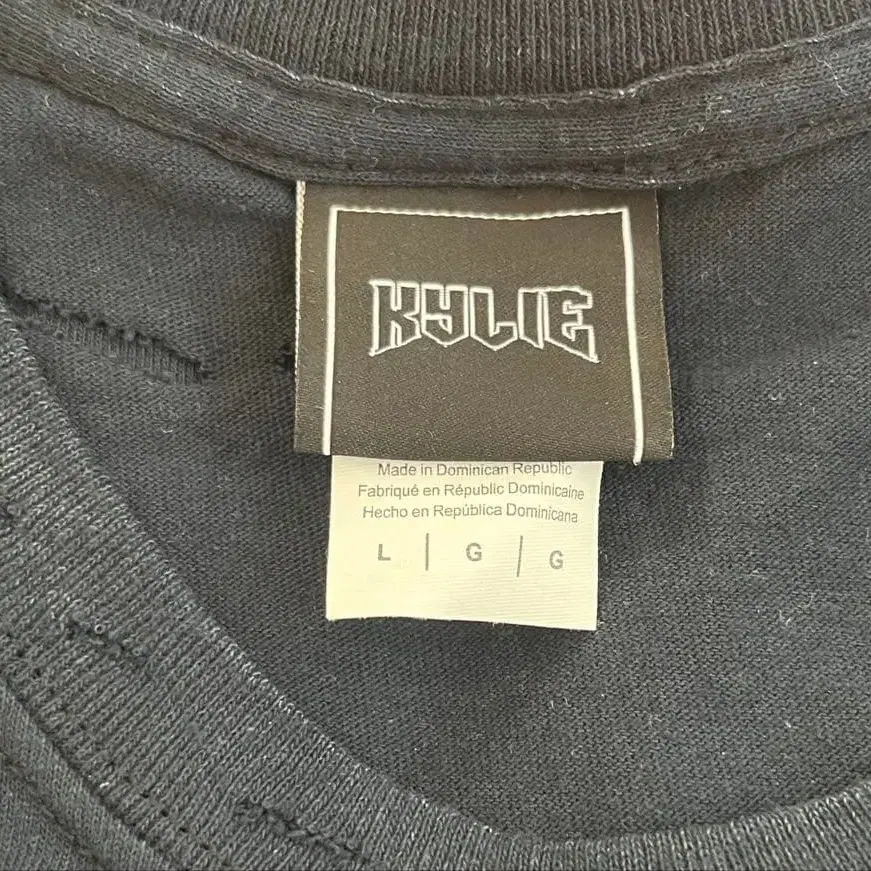 KYLIE
Made in Dominican Republic
Fabriqué en Républic Dominicaine
Hecho en República Dominicana
L | G | G